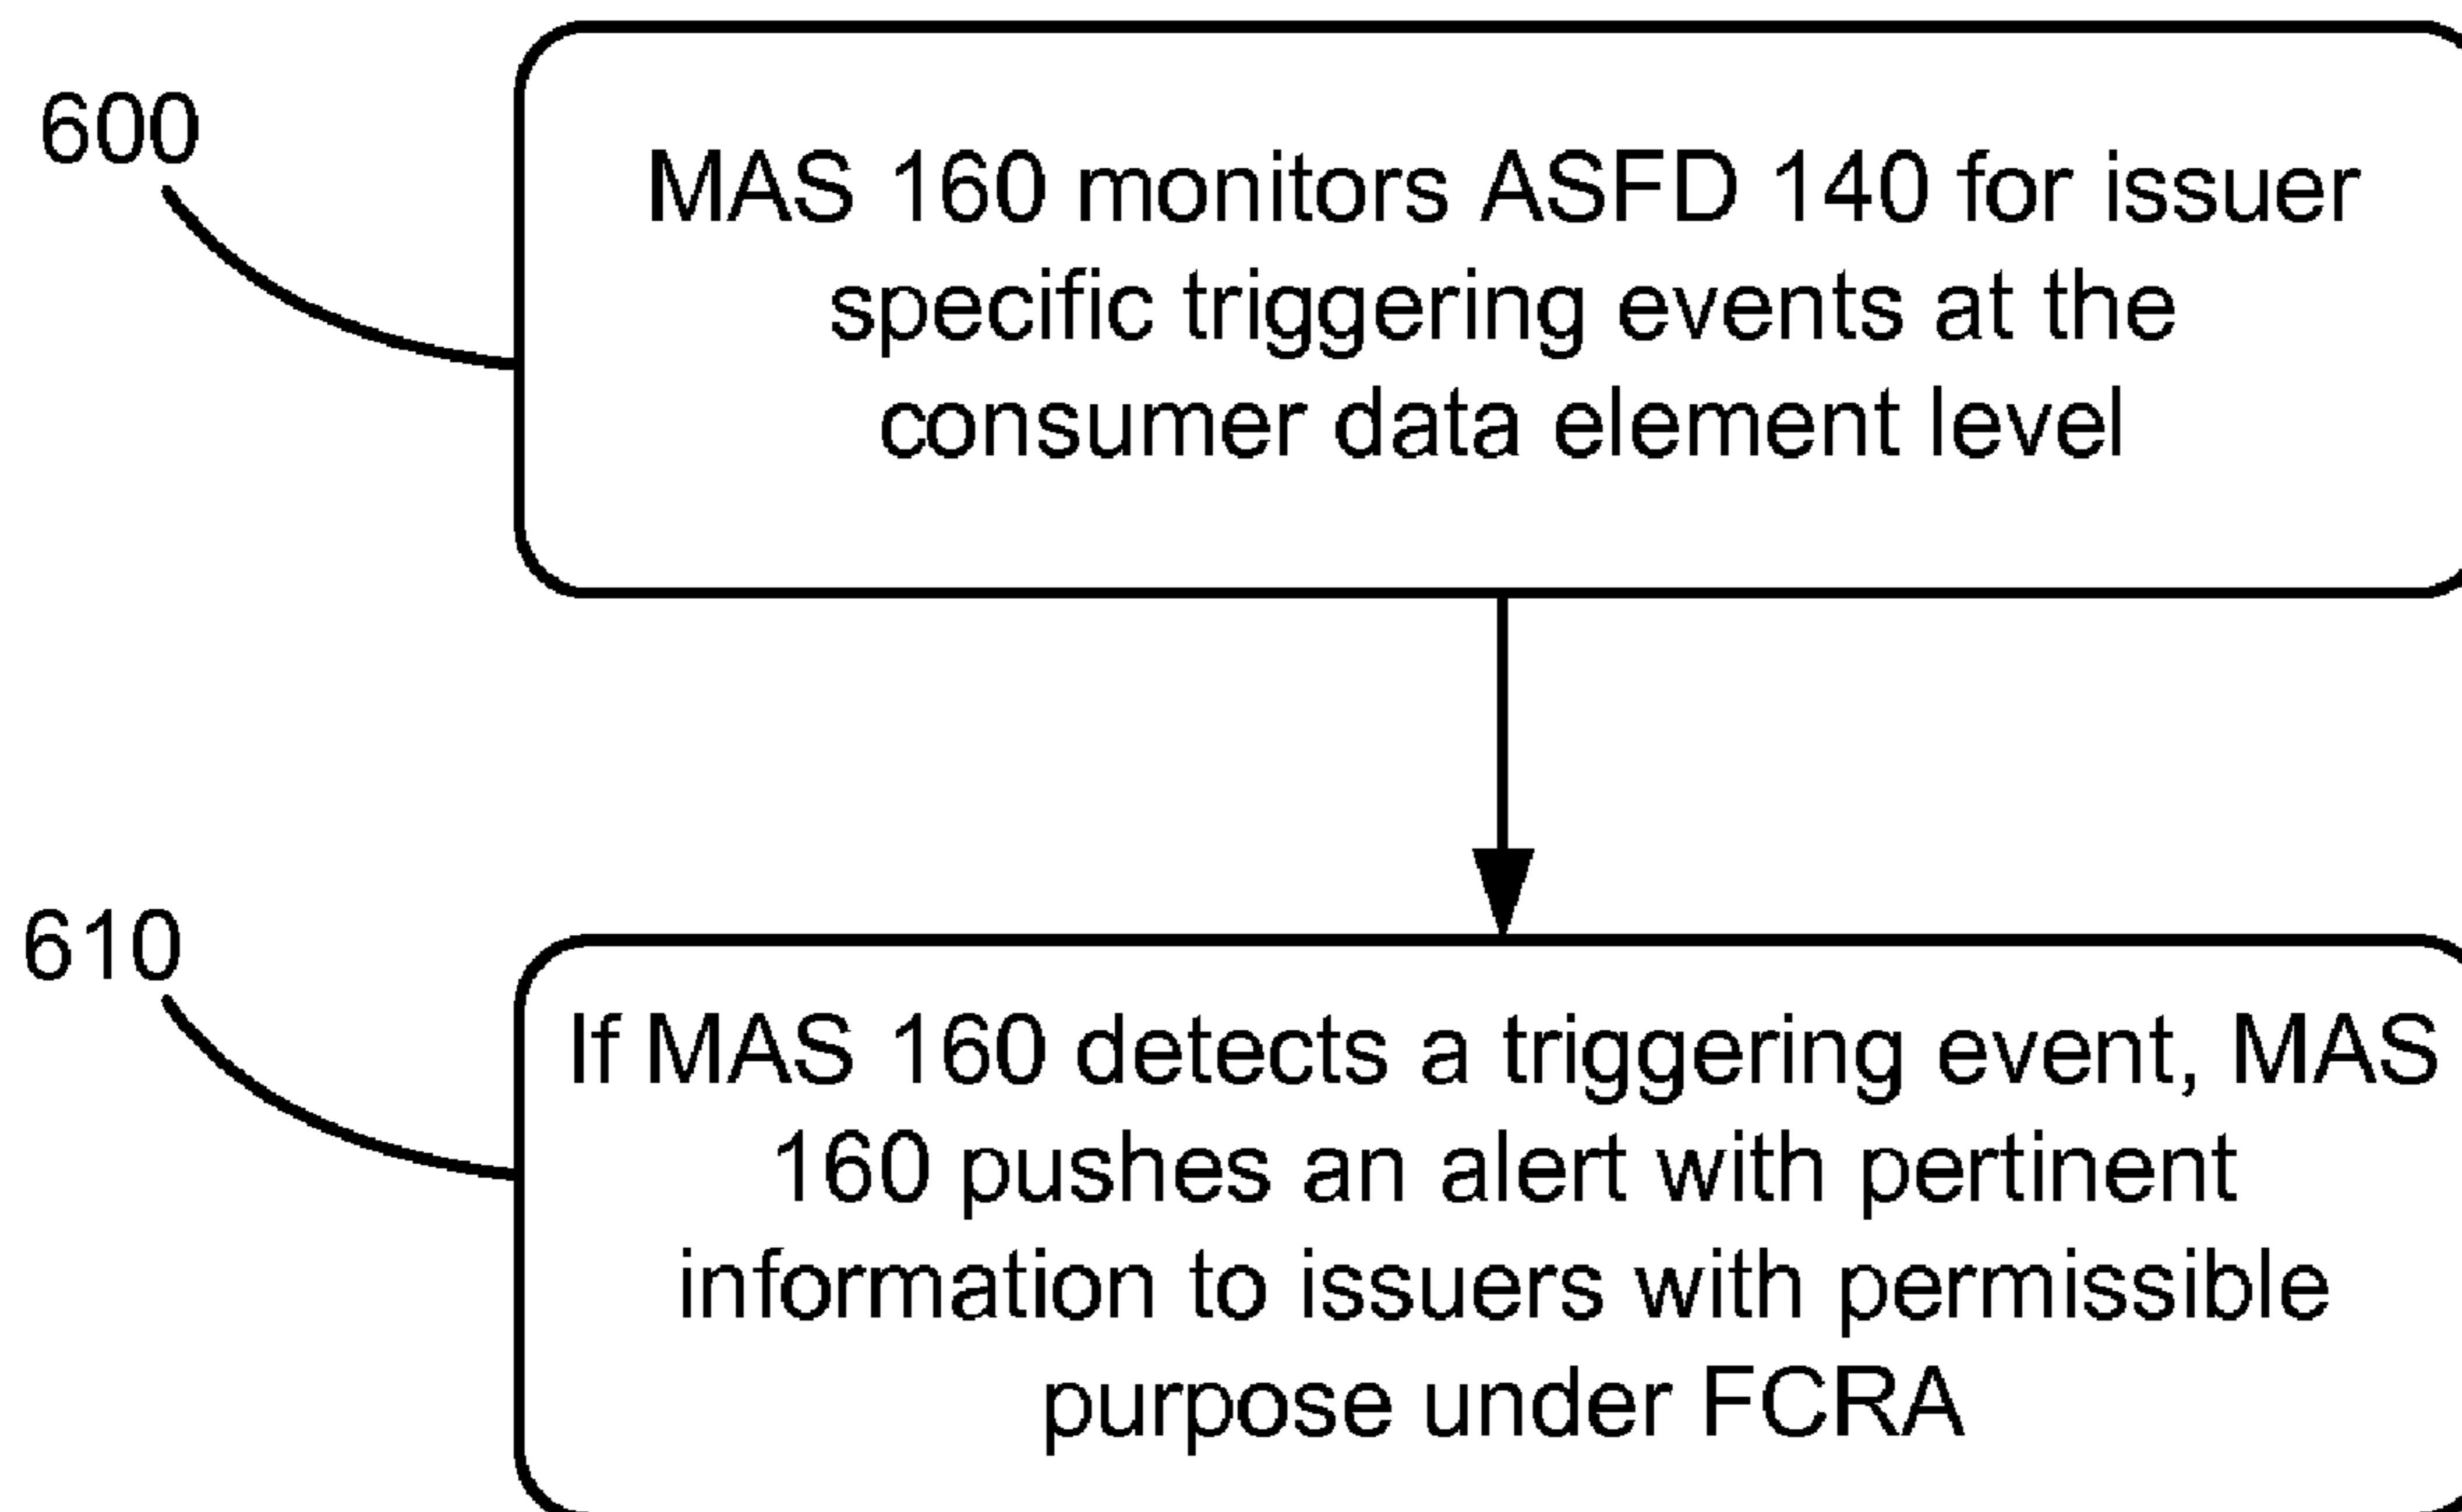 600
MAS 160 monitors ASFD 140 for issuer
specific triggering events at the
consumer data element level
610
If MAS 160 detects a triggering event, MAS
160 pushes an alert with pertinent
information to issuers with permissible
purpose under FCRA